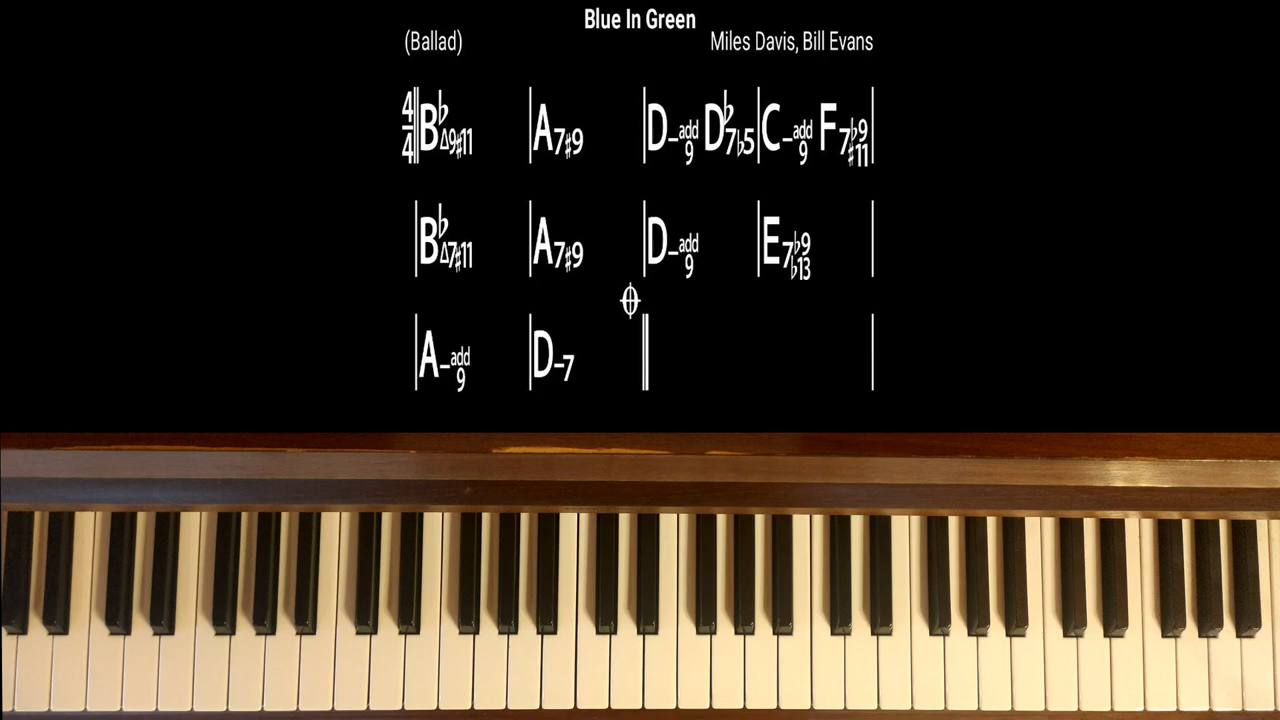 Blue In Green
(Ballad) Miles Davis, Bill Evans
4/4 B♭Δ9♯11 A7♯9 D–add9 D♭7♭5 C–add9 F7♭9♯11
B♭Δ7♯11 A7♯9 D–add9 E7♭9♭13
A–add9 D–7